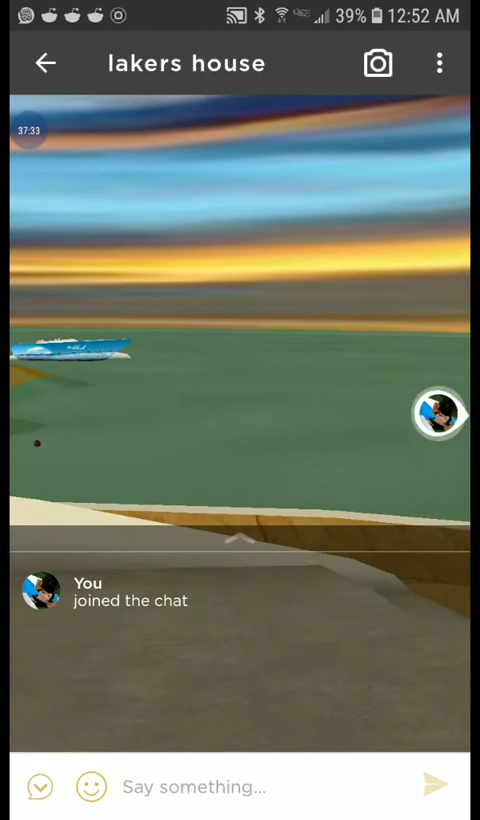 39% 12:52 AM
lakers house
37:33
You
joined the chat
Say something...